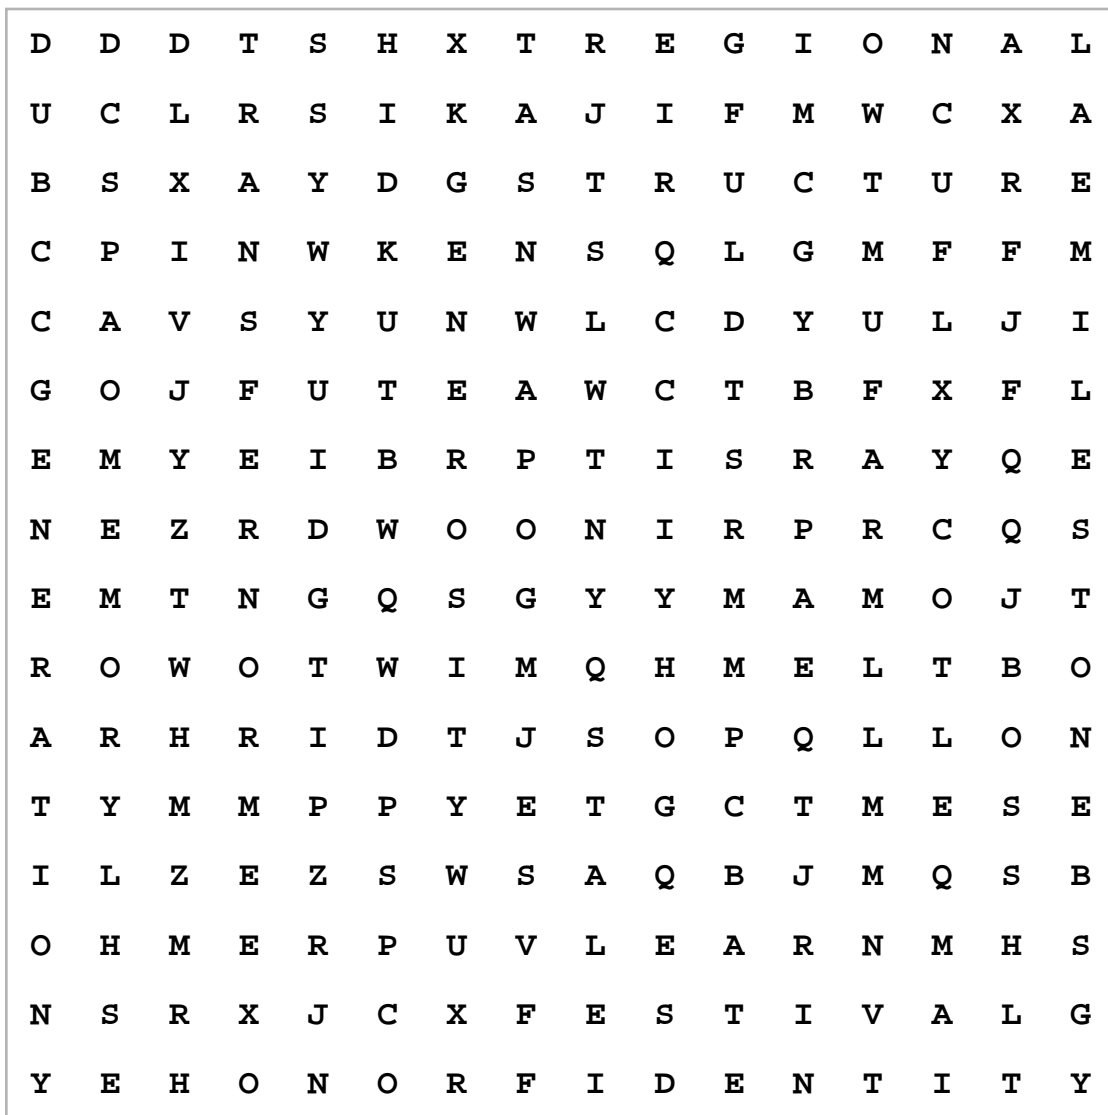 D D D T S H X T R E G I O N A L
U C L R S I K A J I F M W C X A
B S X A Y D G S T R U C T U R E
C P I N W K E N S Q L G M F F M
C A V S Y U N W L C D Y U L J I
G O J F U T E A W C T B F X F L
E M Y E I B R P T I S R A Y Q E
N E Z R D W O O N I R P R C Q S
E M T N G Q S G Y Y M A M O J T
R O W O T W I M Q H M E L T B O
A R H R I D T J S O P Q L L O N
T Y M M P P Y E T G C T M E S E
I L Z E Z S W S A Q B J M Q S B
O H M E R P U V L E A R N M H S
N S R X J C X F E S T I V A L G
Y E H O N O R F I D E N T I T Y